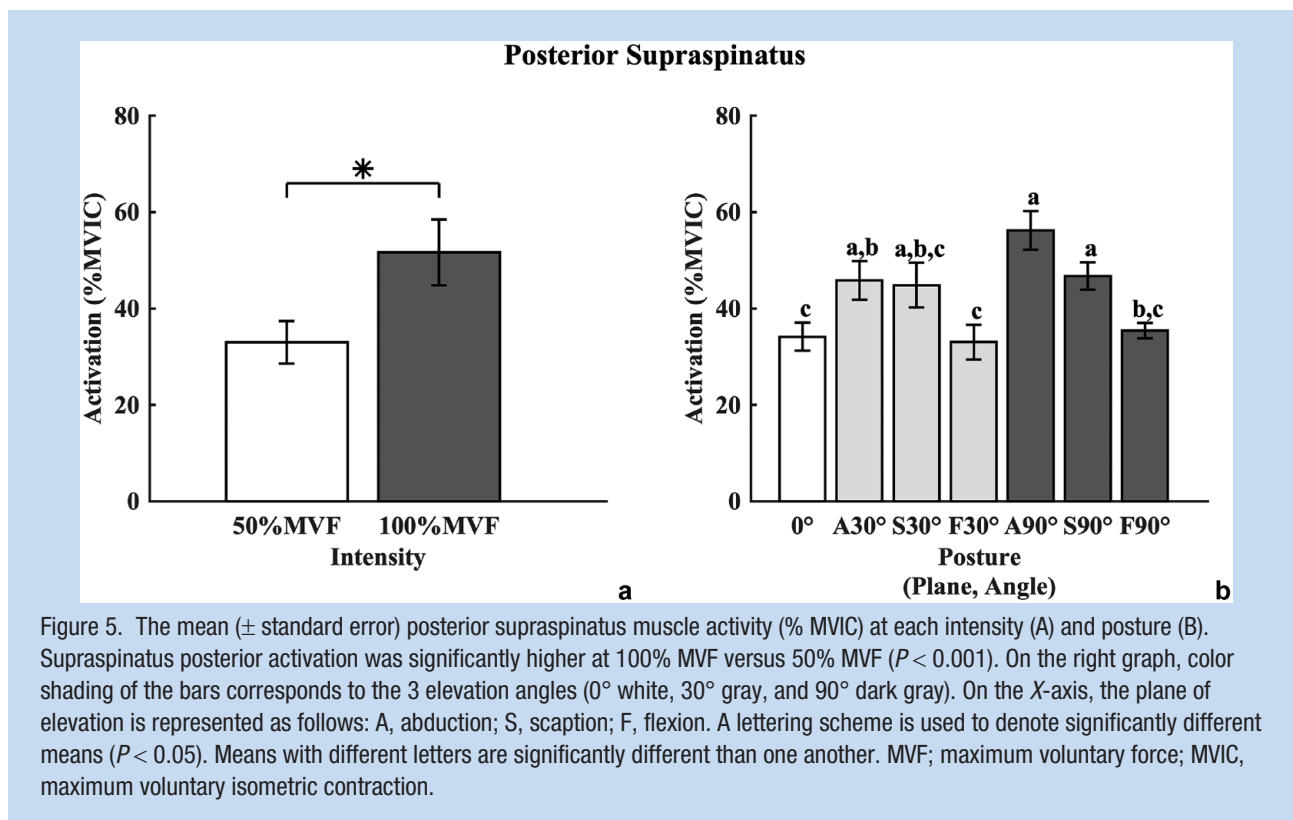 Posterior Supraspinatus
80
60
40
20
0
Activation (%MVIC)
*
50%MVF 100%MVF
Intensity
a
80
60
40
20
0
Activation (%MVIC)
c
a,b
a,b,c
c
a
a
b,c
0° A30° S30° F30° A90° S90° F90°
Posture
(Plane, Angle)
b
Figure 5. The mean (± standard error) posterior supraspinatus muscle activity (% MVIC) at each intensity (A) and posture (B).
Supraspinatus posterior activation was significantly higher at 100% MVF versus 50% MVF (P < 0.001). On the right graph, color
shading of the bars corresponds to the 3 elevation angles (0° white, 30° gray, and 90° dark gray). On the X-axis, the plane of
elevation is represented as follows: A, abduction; S, scaption; F, flexion. A lettering scheme is used to denote significantly different
means (P < 0.05). Means with different letters are significantly different than one another. MVF; maximum voluntary force; MVIC,
maximum voluntary isometric contraction.